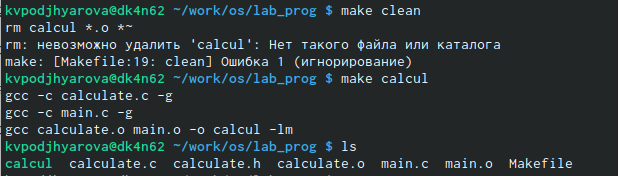 kvpodjhyarova@dk4n62 ~/work/os/lab_prog $ make clean
rm calcul *.o *~
rm: невозможно удалить 'calcul': Нет такого файла или каталога
make: [Makefile:19: clean] Ошибка 1 (игнорирование)
kvpodjhyarova@dk4n62 ~/work/os/lab_prog $ make calcul
gcc -c calculate.c -g
gcc -c main.c -g
gcc calculate.o main.o -o calcul -lm
kvpodjhyarova@dk4n62 ~/work/os/lab_prog $ ls
calcul  calculate.c  calculate.h  calculate.o  main.c  main.o  Makefile